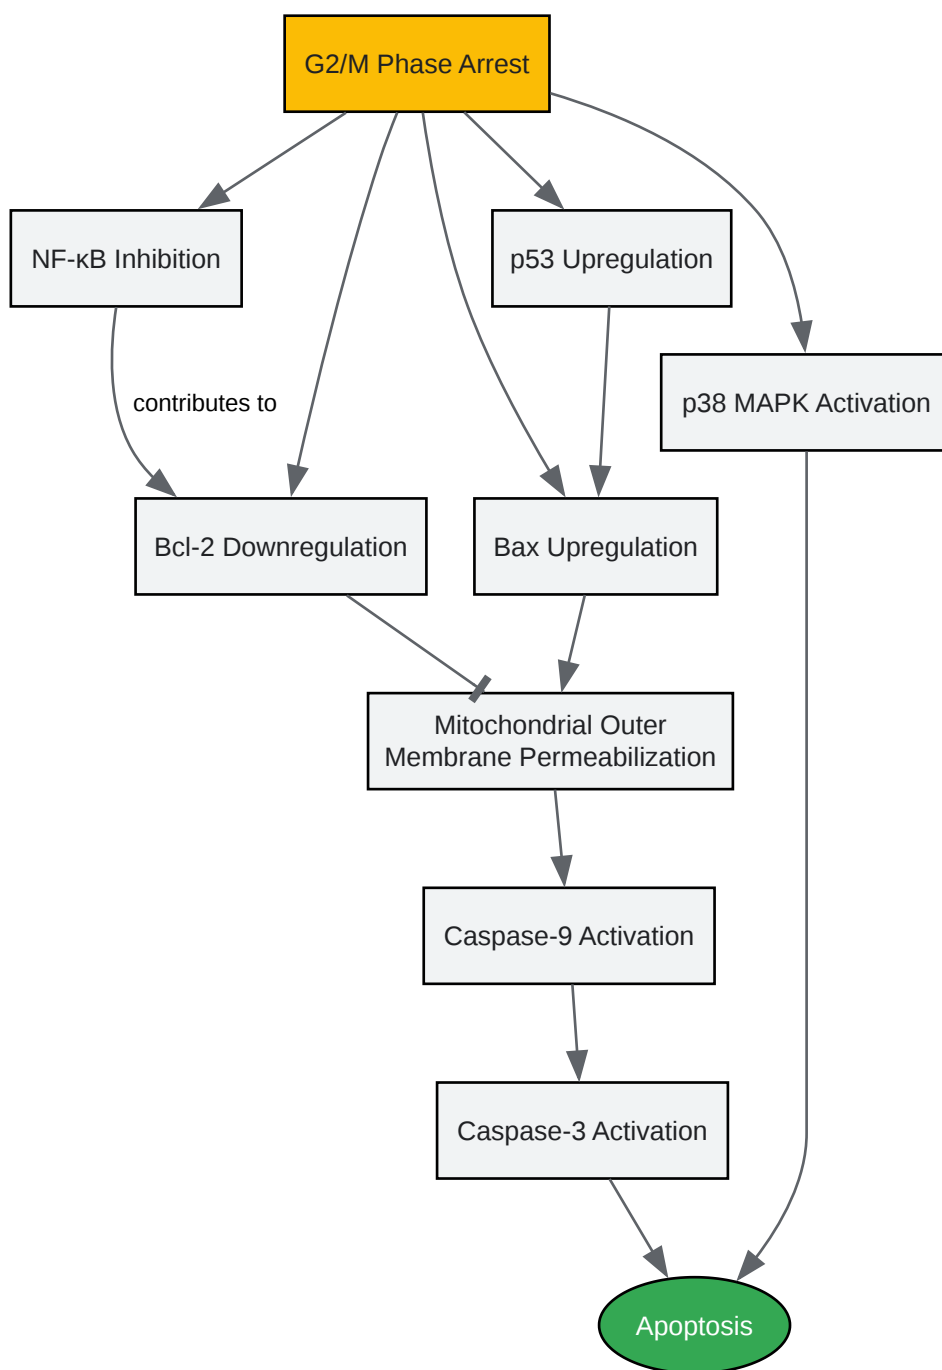 G2/M Phase Arrest
NF-κB Inhibition
p53 Upregulation
p38 MAPK Activation
contributes to
Bcl-2 Downregulation
Bax Upregulation
Mitochondrial Outer
Membrane Permeabilization
Caspase-9 Activation
Caspase-3 Activation
Apoptosis